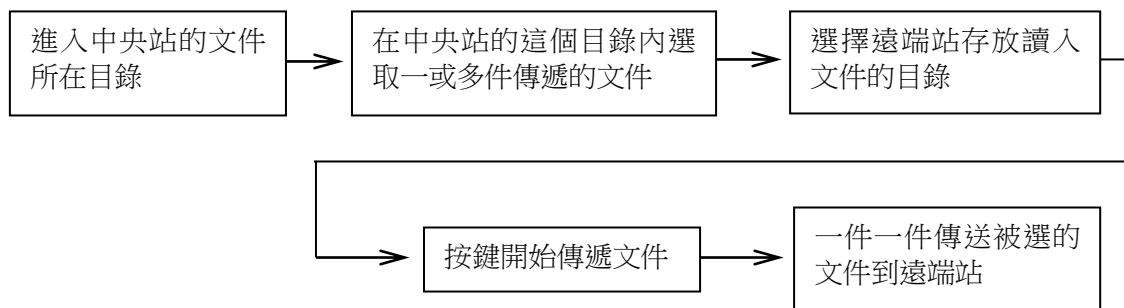 進入中央站的文件
所在目錄
在中央站的這個目錄內選
取一或多件傳遞的文件
選擇遠端站存放讀入
文件的目錄
按鍵開始傳遞文件
一件一件傳送被選的
文件到遠端站